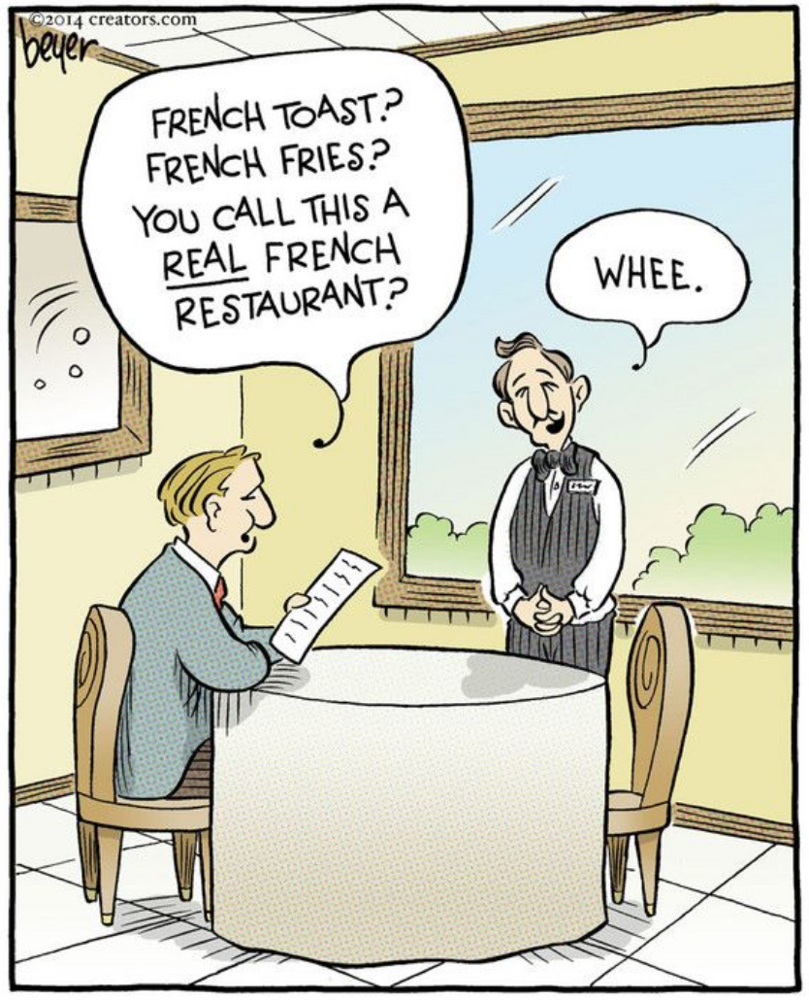 ©2014 creators.com
beyer
FRENCH TOAST?
FRENCH FRIES?
YOU CALL THIS A
REAL FRENCH
RESTAURANT?
WHEE.